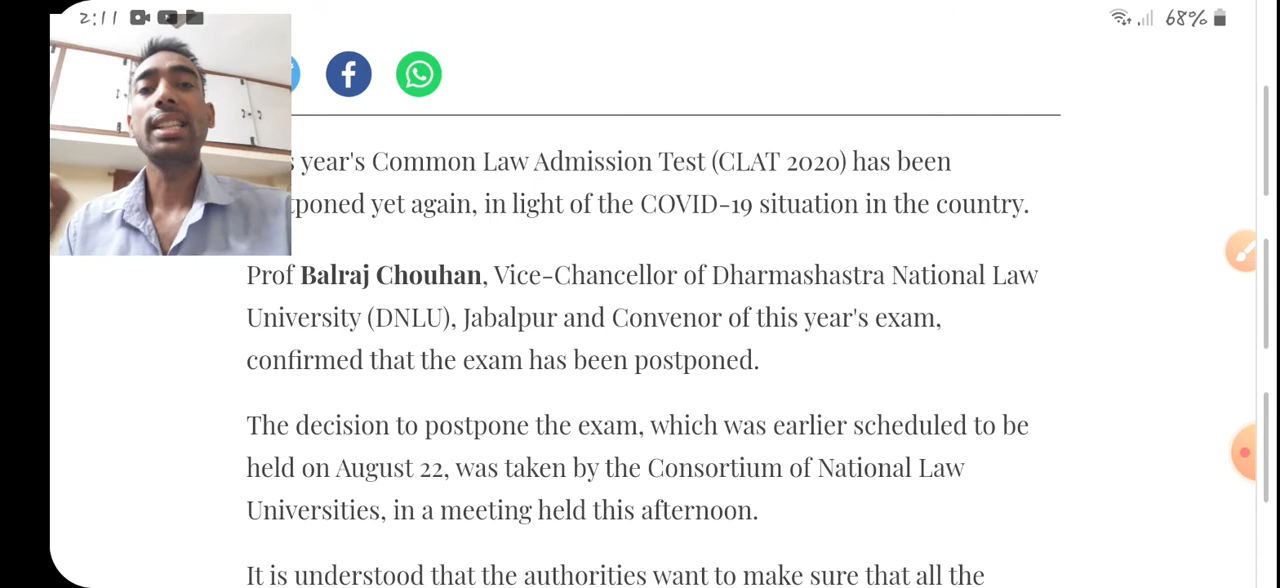 2:11
68%
year's Common Law Admission Test (CLAT 2020) has been
yet again, in light of the COVID-19 situation in the country.
Prof Balraj Chouhan, Vice-Chancellor of Dharmashastra National Law
University (DNLU), Jabalpur and Convenor of this year's exam,
confirmed that the exam has been postponed.
The decision to postpone the exam, which was earlier scheduled to be
held on August 22, was taken by the Consortium of National Law
Universities, in a meeting held this afternoon.
It is understood that the authorities want to make sure that all the